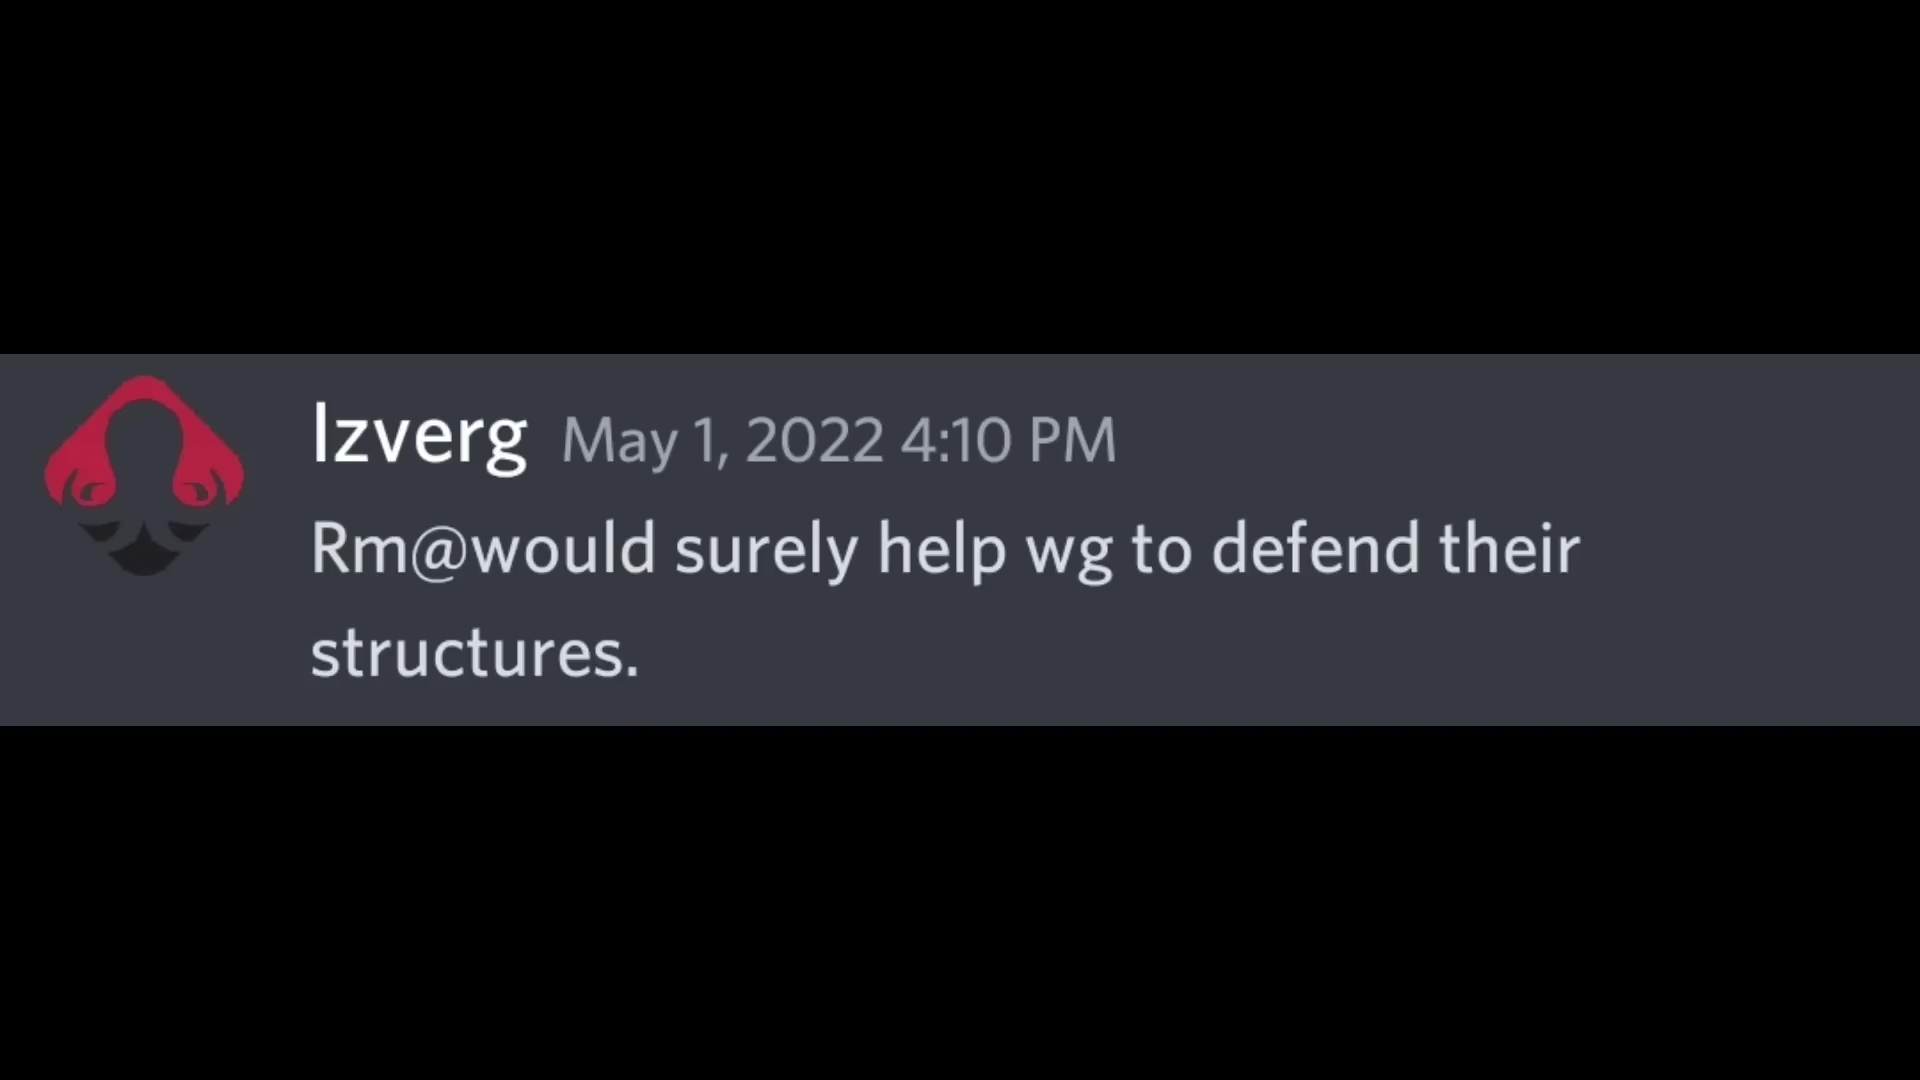 Izverg May 1, 2022 4:10 PM
Rm@would surely help wg to defend their
structures.